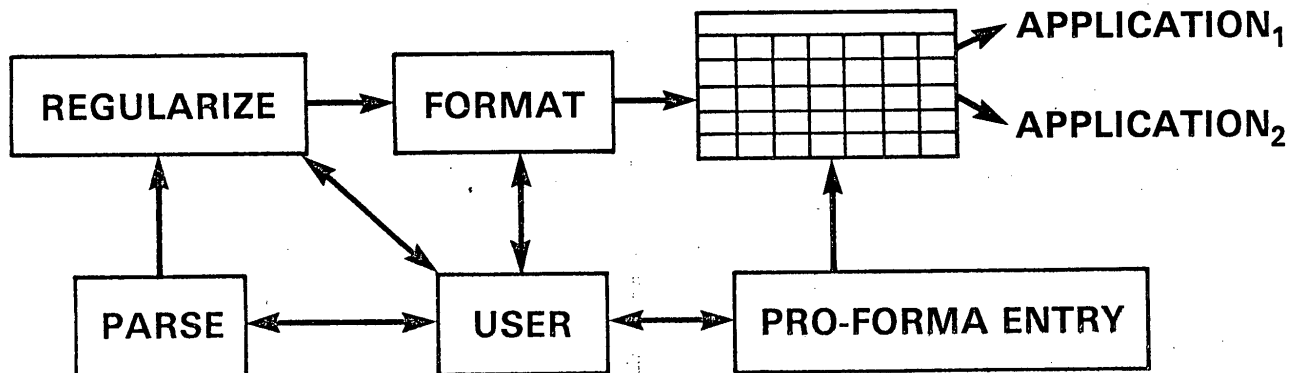 REGULARIZE
FORMAT
APPLICATION₁
APPLICATION₂
PARSE
USER
PRO-FORMA ENTRY